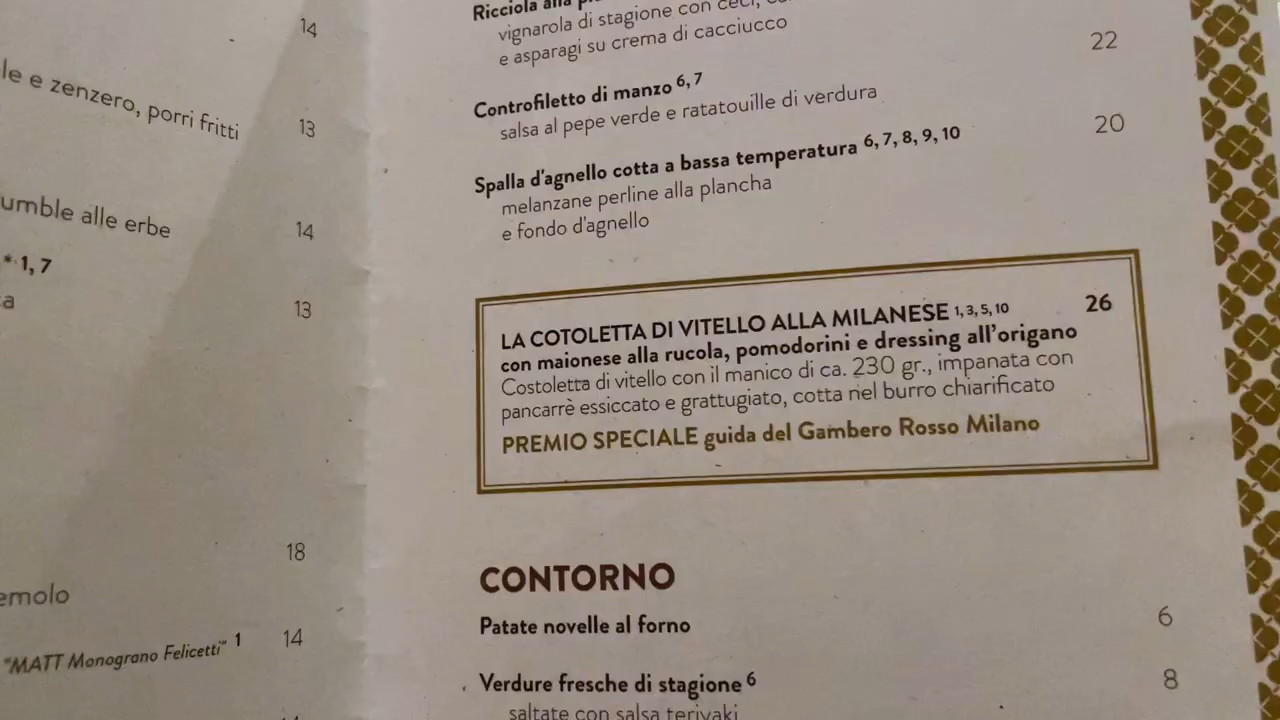 14
le e zenzero, porri fritti 13
umble alle erbe 14
* 1, 7
a 13
18
emolo
"MATT Monograno Felicetti" 1 14
Ricciola alla
vignarola di stagione con ceci,
e asparagi su crema di cacciucco
22
Controfiletto di manzo 6, 7
salsa al pepe verde e ratatouille di verdura
20
Spalla d'agnello cotta a bassa temperatura 6, 7, 8, 9, 10
melanzane perline alla plancha
e fondo d'agnello
LA COTOLETTA DI VITELLO ALLA MILANESE 1, 3, 5, 10 26
con maionese alla rucola, pomodorini e dressing all'origano
Costoletta di vitello con il manico di ca. 230 gr., impanata con
pancarrè essiccato e grattugiato, cotta nel burro chiarificato
PREMIO SPECIALE guida del Gambero Rosso Milano
CONTORNO
Patate novelle al forno 6
Verdure fresche di stagione 6 8
saltate con salsa teriyaki